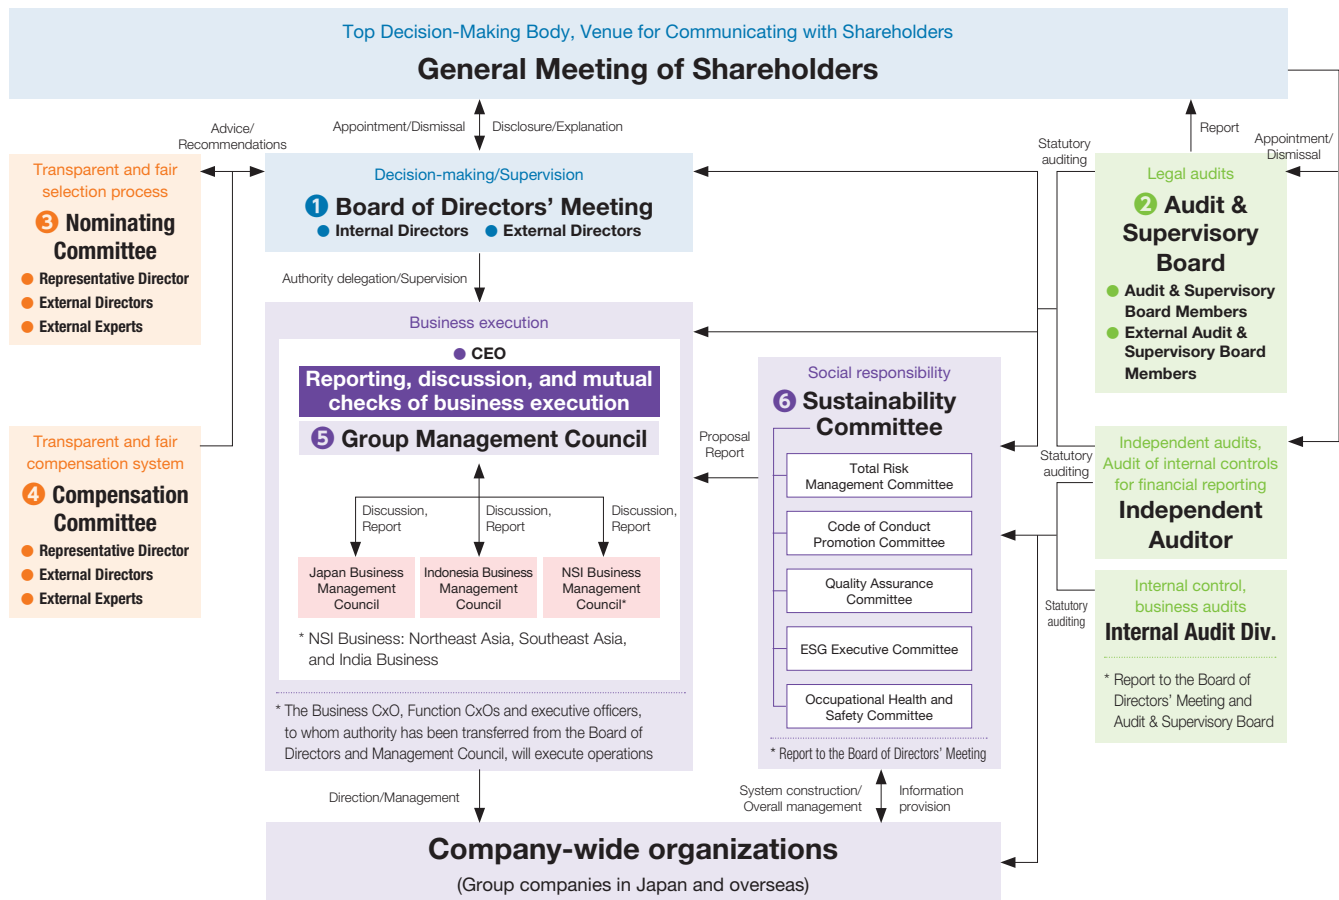 Top Decision-Making Body, Venue for Communicating with Shareholders
General Meeting of Shareholders
Appointment/Dismissal
Disclosure/Explanation
Report
Appointment/
Dismissal
Advice/
Recommendations
Statutory
auditing
Transparent and fair
selection process
❸ Nominating
Committee
● Representative Director
● External Directors
● External Experts
Decision-making/Supervision
❶ Board of Directors’ Meeting
● Internal Directors ● External Directors
Legal audits
❷ Audit &
Supervisory
Board
● Audit & Supervisory
Board Members
● External Audit &
Supervisory Board
Members
Authority delegation/Supervision
Business execution
● CEO
Reporting, discussion, and mutual
checks of business execution
❺ Group Management Council
Discussion,
Report
Discussion,
Report
Discussion,
Report
Japan Business
Management
Council
Indonesia Business
Management
Council
NSI Business
Management
Council*
* NSI Business: Northeast Asia, Southeast Asia,
and India Business
* The Business CxO, Function CxOs and executive officers,
to whom authority has been transferred from the Board of
Directors and Management Council, will execute operations
Transparent and fair
compensation system
❹ Compensation
Committee
● Representative Director
● External Directors
● External Experts
Proposal
Report
Social responsibility
❻ Sustainability
Committee
Total Risk
Management Committee
Code of Conduct
Promotion Committee
Quality Assurance
Committee
ESG Executive Committee
Occupational Health and
Safety Committee
* Report to the Board of Directors’ Meeting
Statutory
auditing
Independent audits,
Audit of internal controls
for financial reporting
Independent
Auditor
Statutory
auditing
Internal control,
business audits
Internal Audit Div.
* Report to the Board of
Directors’ Meeting and
Audit & Supervisory Board
Direction/Management
System construction/
Overall management
Information
provision
Company-wide organizations
(Group companies in Japan and overseas)